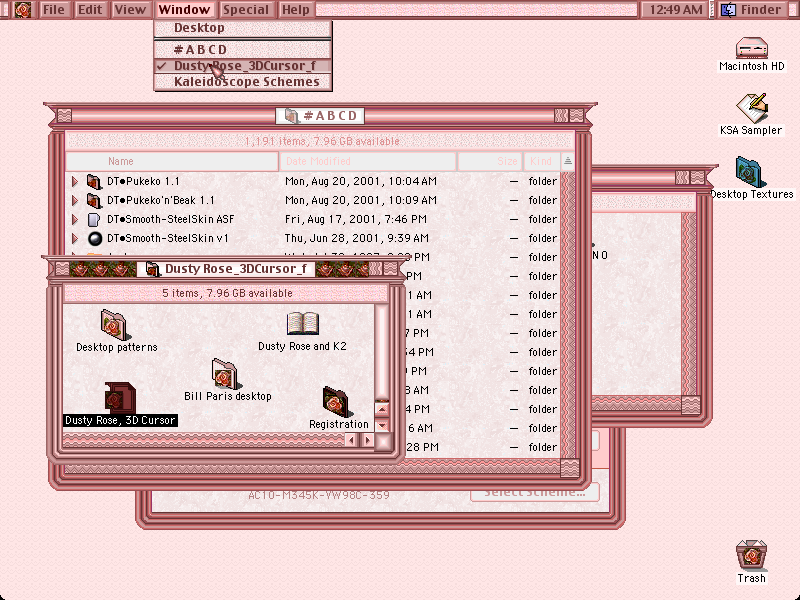 File Edit View Window Special Help 12:49 AM Finder
Desktop
#ABCD
✓ Dusty Rose_3DCursor_f
Kaleidoscope Schemes
Macintosh HD
KSA Sampler
Desktop Textures
Trash
#ABCD
1,191 items, 7.96 GB available
Name Date Modified Size Kind
DT•Pukeko 1.1 Mon, Aug 20, 2001, 10:04 AM — folder
DT•Pukeko'n'Beak 1.1 Mon, Aug 20, 2001, 10:09 AM — folder
DT•Smooth-SteelSkin ASF Fri, Aug 17, 2001, 7:46 PM — folder
DT•Smooth-SteelSkin v1 Thu, Jun 28, 2001, 9:39 AM — folder
— folder
PM — folder
1 AM — folder
4 AM — folder
7 PM — folder
54 PM — folder
PM — folder
8 AM — folder
4 PM — folder
6 AM — folder
28 PM — folder
Dusty Rose_3DCursor_f
5 items, 7.96 GB available
Desktop patterns
Dusty Rose and K2
Bill Paris desktop
Dusty Rose, 3D Cursor
Registration
NO
AC10-M345K-VW98C-359
Select Scheme...